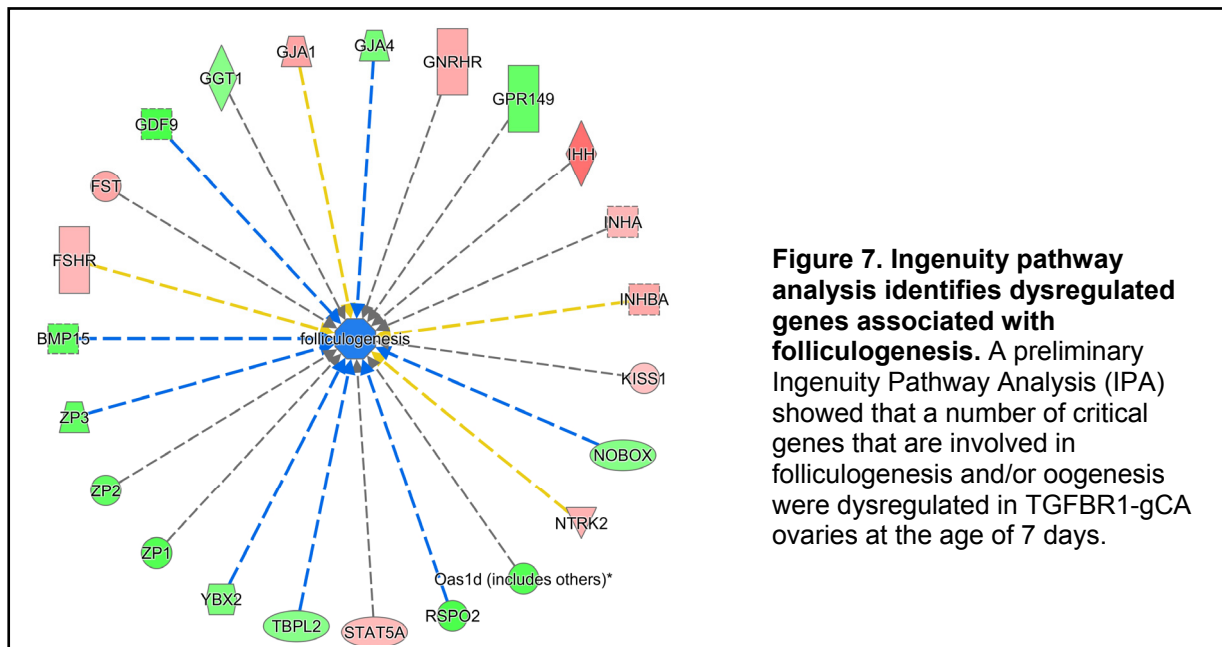 GJA1
GJA4
GNRHR
GGT1
GPR149
GDF9
IHH
FST
INHA
FSHR
INHBA
folliculogenesis
BMP15
KISS1
ZP3
NOBOX
ZP2
NTRK2
ZP1
Oas1d (includes others)*
YBX2
RSPO2
TBPL2
STAT5A
Figure 7. Ingenuity pathway
analysis identifies dysregulated
genes associated with
folliculogenesis. A preliminary
Ingenuity Pathway Analysis (IPA)
showed that a number of critical
genes that are involved in
folliculogenesis and/or oogenesis
were dysregulated in TGFBR1-gCA
ovaries at the age of 7 days.